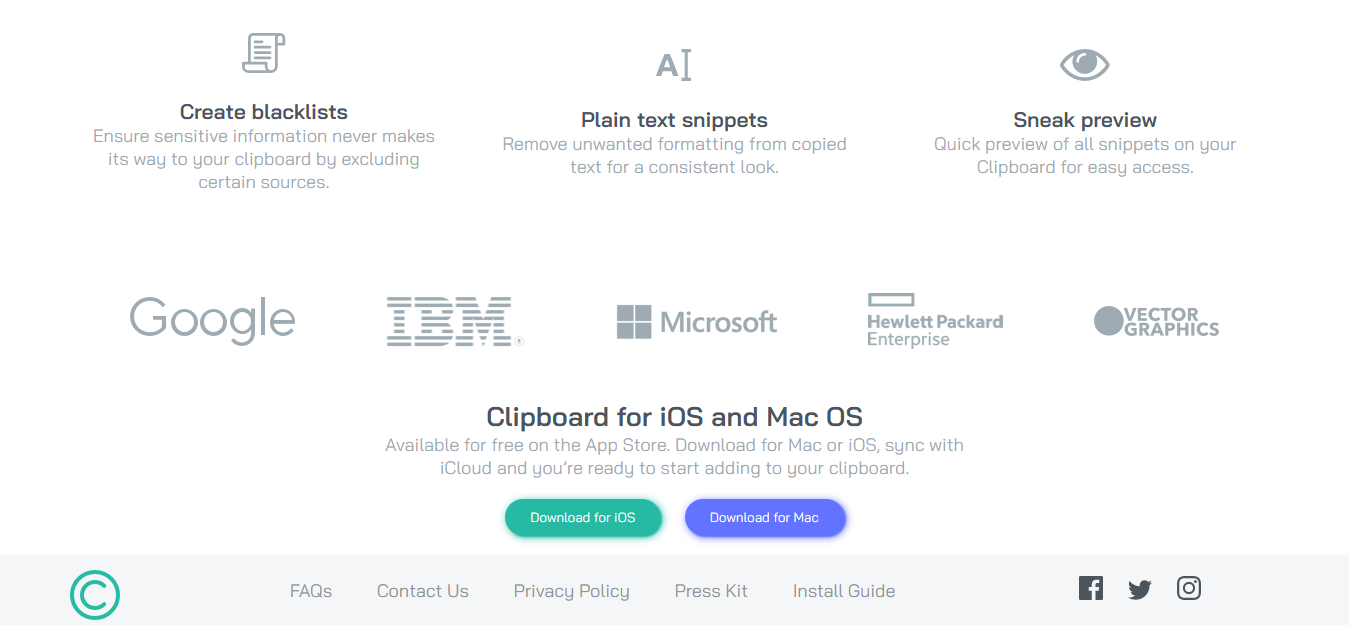 Create blacklists
Ensure sensitive information never makes
its way to your clipboard by excluding
certain sources.
A
Plain text snippets
Remove unwanted formatting from copied
text for a consistent look.
Sneak preview
Quick preview of all snippets on your
Clipboard for easy access.
Google
IBM®
Microsoft
Hewlett Packard
Enterprise
VECTOR
GRAPHICS
Clipboard for iOS and Mac OS
Available for free on the App Store. Download for Mac or iOS, sync with
iCloud and you’re ready to start adding to your clipboard.
Download for iOS
Download for Mac
C
FAQs
Contact Us
Privacy Policy
Press Kit
Install Guide